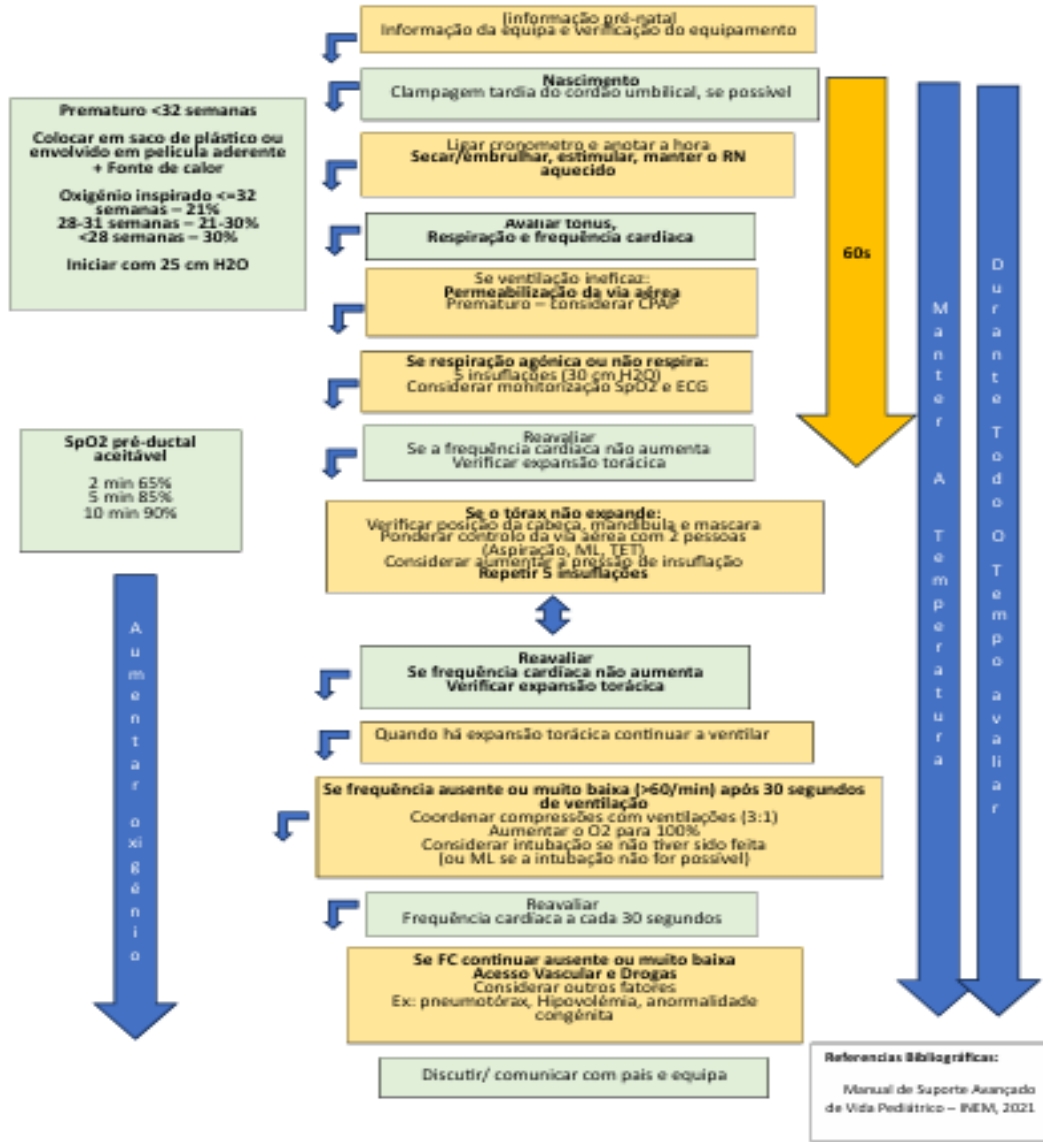 (informação pré-natal)
Informação da equipa e verificação do equipamento
Nascimento
Clampagem tardia do cordão umbilical, se possível
Ligar cronometro e anotar a hora
Secar/embrulhar, estimular, manter o RN
aquecido
Avaliar tonus,
Respiração e frequência cardíaca
Se ventilação ineficaz:
Permeabilização da via aérea
Prematuro – considerar CPAP
Se respiração agónica ou não respira:
5 insuflações (30 cm H2O)
Considerar monitorização SpO2 e ECG
Reavaliar
Se a frequência cardíaca não aumenta
Verificar expansão torácica
Se o tórax não expande:
Verificar posição da cabeça, mandíbula e mascara
Ponderar controlo da via aérea com 2 pessoas
(Aspiração, ML, TET)
Considerar aumentar a pressão de insuflação
Repetir 5 insuflações
Reavaliar
Se frequência cardíaca não aumenta
Verificar expansão torácica
Quando há expansão torácica continuar a ventilar
Se frequência ausente ou muito baixa (>60/min) após 30 segundos
de ventilação
Coordenar compressões com ventilações (3:1)
Aumentar o O2 para 100%
Considerar intubação se não tiver sido feita
(ou ML se a intubação não for possível)
Reavaliar
Frequência cardíaca a cada 30 segundos
Se FC continuar ausente ou muito baixa
Acesso Vascular e Drogas
Considerar outros fatores
Ex: pneumotórax, Hipovolémia, anormalidade
congénita
Discutir/ comunicar com pais e equipa
Prematuro <32 semanas
Colocar em saco de plástico ou
envolvido em pelicula aderente
+ Fonte de calor
Oxigénio inspirado <=32
semanas – 21%
28-31 semanas – 21-30%
<28 semanas – 30%
Iniciar com 25 cm H2O
SpO2 pré-ductal
aceitável
2 min 65%
5 min 85%
10 min 90%
Aumentar oxigénio
60s
Manter A Temperatura
Durante Todo O Tempo avaliar
Referencias Bibliográficas:
Manual de Suporte Avançado
de Vida Pediátrico – INEM, 2021